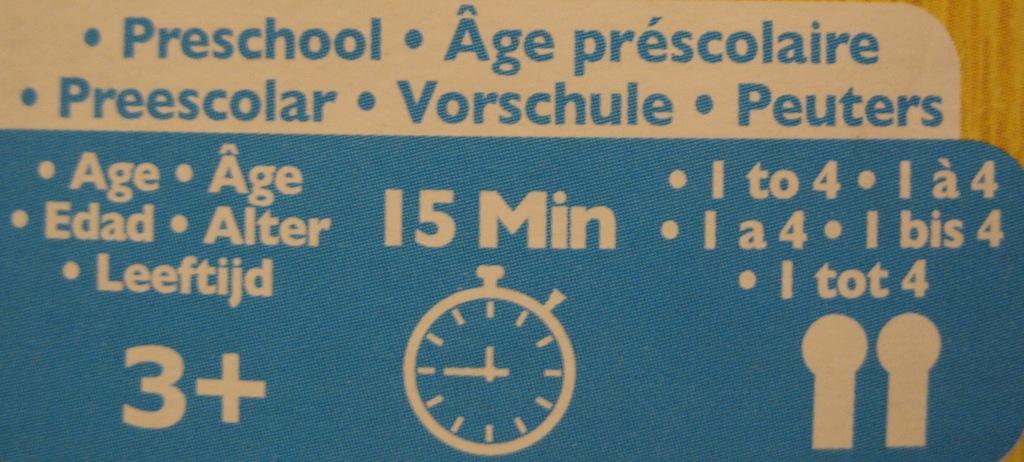 • Preschool • Âge préscolaire
• Preescolar • Vorschule • Peuters
• Age • Âge
• Edad • Alter
• Leeftijd
3+
15 Min
• 1 to 4 • 1 à 4
• 1 a 4 • 1 bis 4
• 1 tot 4